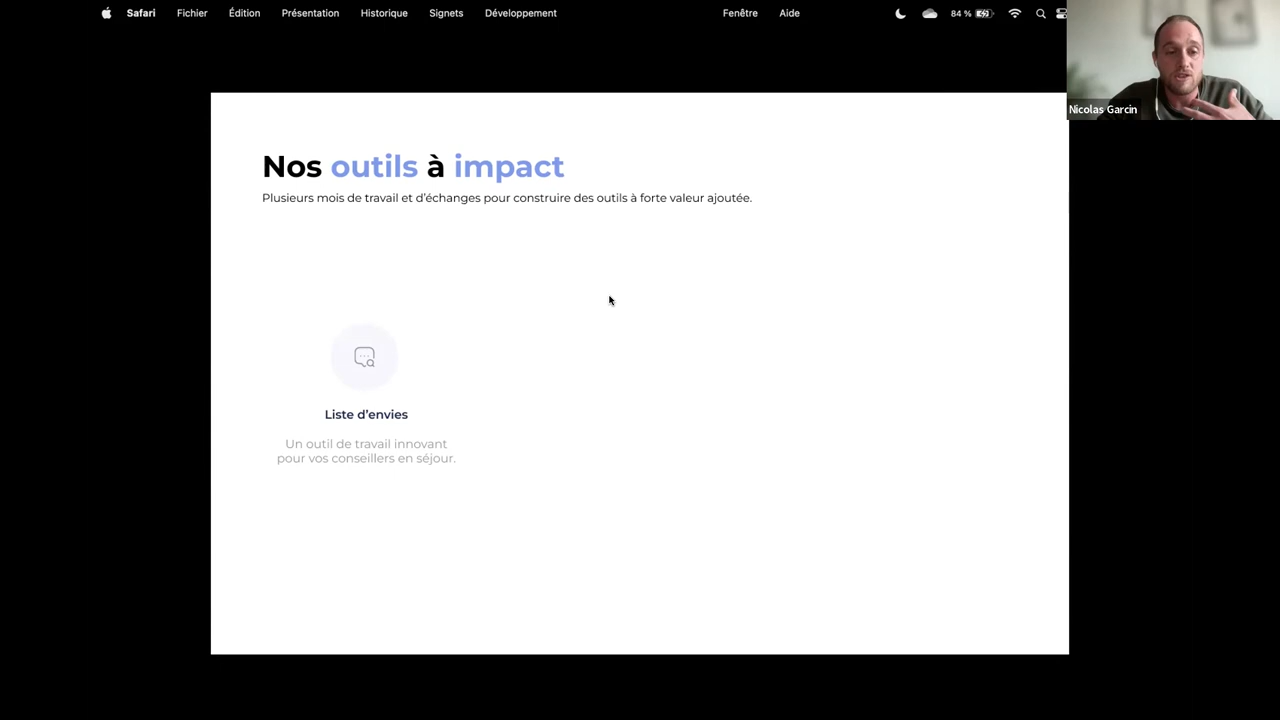 Safari Fichier Édition Présentation Historique Signets Développement Fenêtre Aide 84 %
Nicolas Garcin
Nos outils à impact
Plusieurs mois de travail et d'échanges pour construire des outils à forte valeur ajoutée.
Liste d'envies
Un outil de travail innovant
pour vos conseillers en séjour.